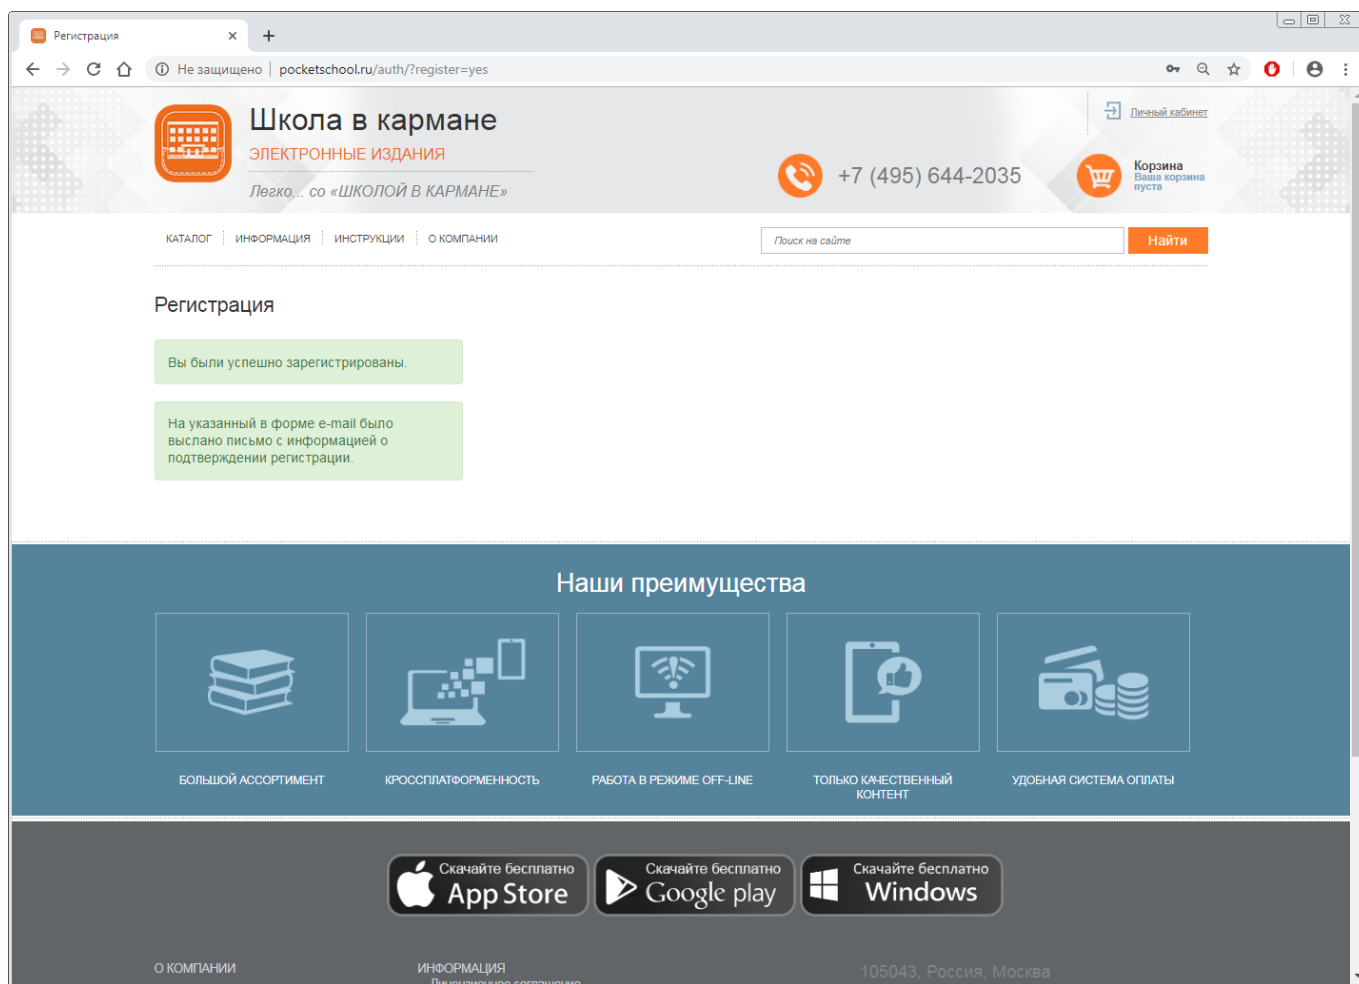 Регистрация
Не защищено | pocketschool.ru/auth/?register=yes
Школа в кармане
ЭЛЕКТРОННЫЕ ИЗДАНИЯ
Легко... со «ШКОЛОЙ В КАРМАНЕ»
+7 (495) 644-2035
Личный кабинет
Корзина
Ваша корзина
пуста
КАТАЛОГ ИНФОРМАЦИЯ ИНСТРУКЦИИ О КОМПАНИИ
Поиск на сайте
Найти
Регистрация
Вы были успешно зарегистрированы.
На указанный в форме e-mail было
выслано письмо с информацией о
подтверждении регистрации.
Наши преимущества
БОЛЬШОЙ АССОРТИМЕНТ
КРОССПЛАТФОРМЕННОСТЬ
РАБОТА В РЕЖИМЕ OFF-LINE
ТОЛЬКО КАЧЕСТВЕННЫЙ
КОНТЕНТ
УДОБНАЯ СИСТЕМА ОПЛАТЫ
Скачайте бесплатно
App Store
Скачайте бесплатно
Google play
Скачайте бесплатно
Windows
О КОМПАНИИ
ИНФОРМАЦИЯ
Лицензионное соглашение
105043, Россия, Москва